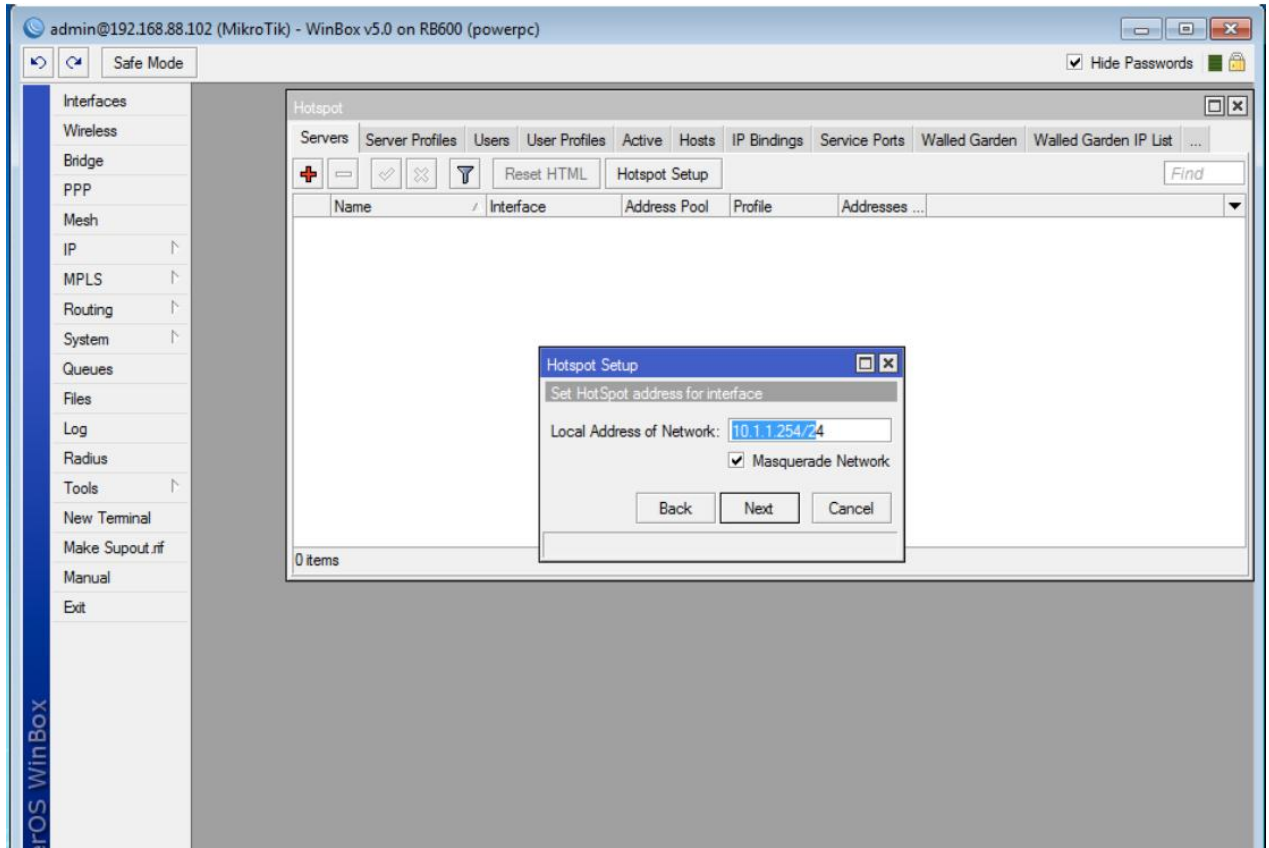 admin@192.168.88.102 (MikroTik) - WinBox v5.0 on RB600 (powerpc)
Safe Mode
Hide Passwords
Interfaces
Wireless
Bridge
PPP
Mesh
IP
MPLS
Routing
System
Queues
Files
Log
Radius
Tools
New Terminal
Make Supout.rif
Manual
Exit
Hotspot
Servers Server Profiles Users User Profiles Active Hosts IP Bindings Service Ports Walled Garden Walled Garden IP List ...
Reset HTML Hotspot Setup Find
Name Interface Address Pool Profile Addresses ...
0 items
Hotspot Setup
Set HotSpot address for interface
Local Address of Network: 10.1.1.254/24
Masquerade Network
Back Next Cancel
erOS WinBox